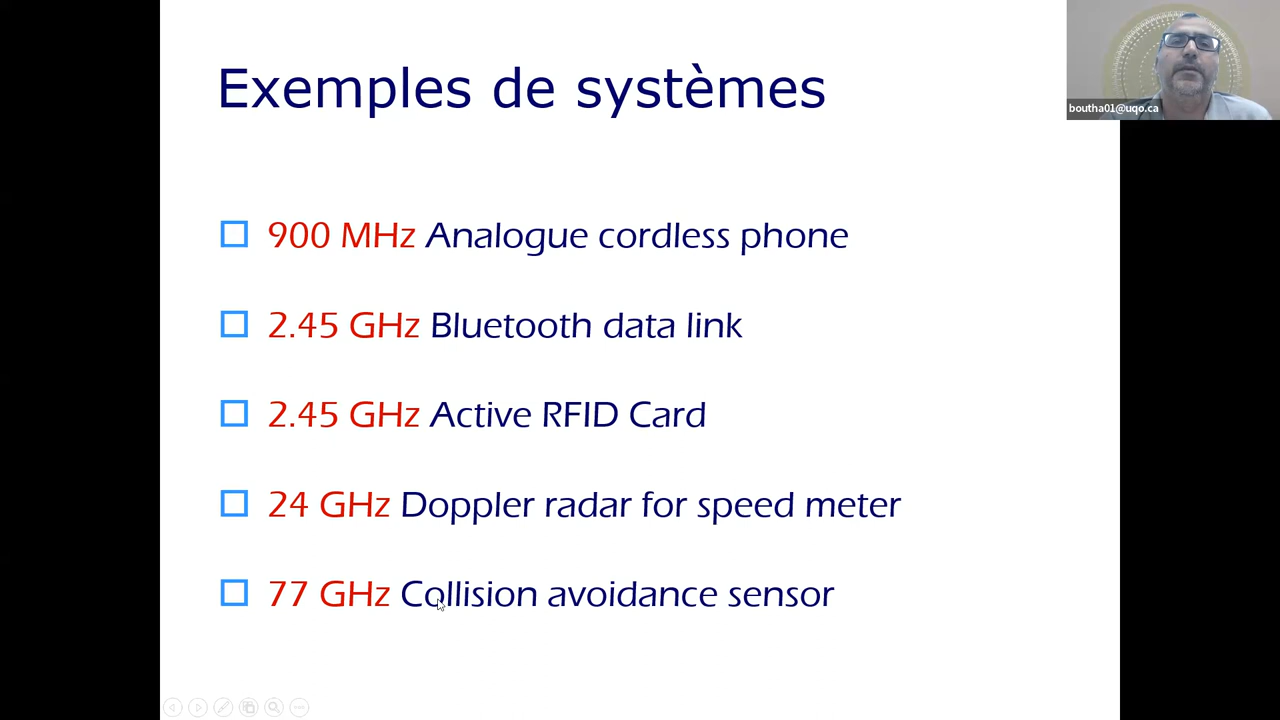 Exemples de systèmes
boutha01@uqo.ca
900 MHz Analogue cordless phone
2.45 GHz Bluetooth data link
2.45 GHz Active RFID Card
24 GHz Doppler radar for speed meter
77 GHz Collision avoidance sensor